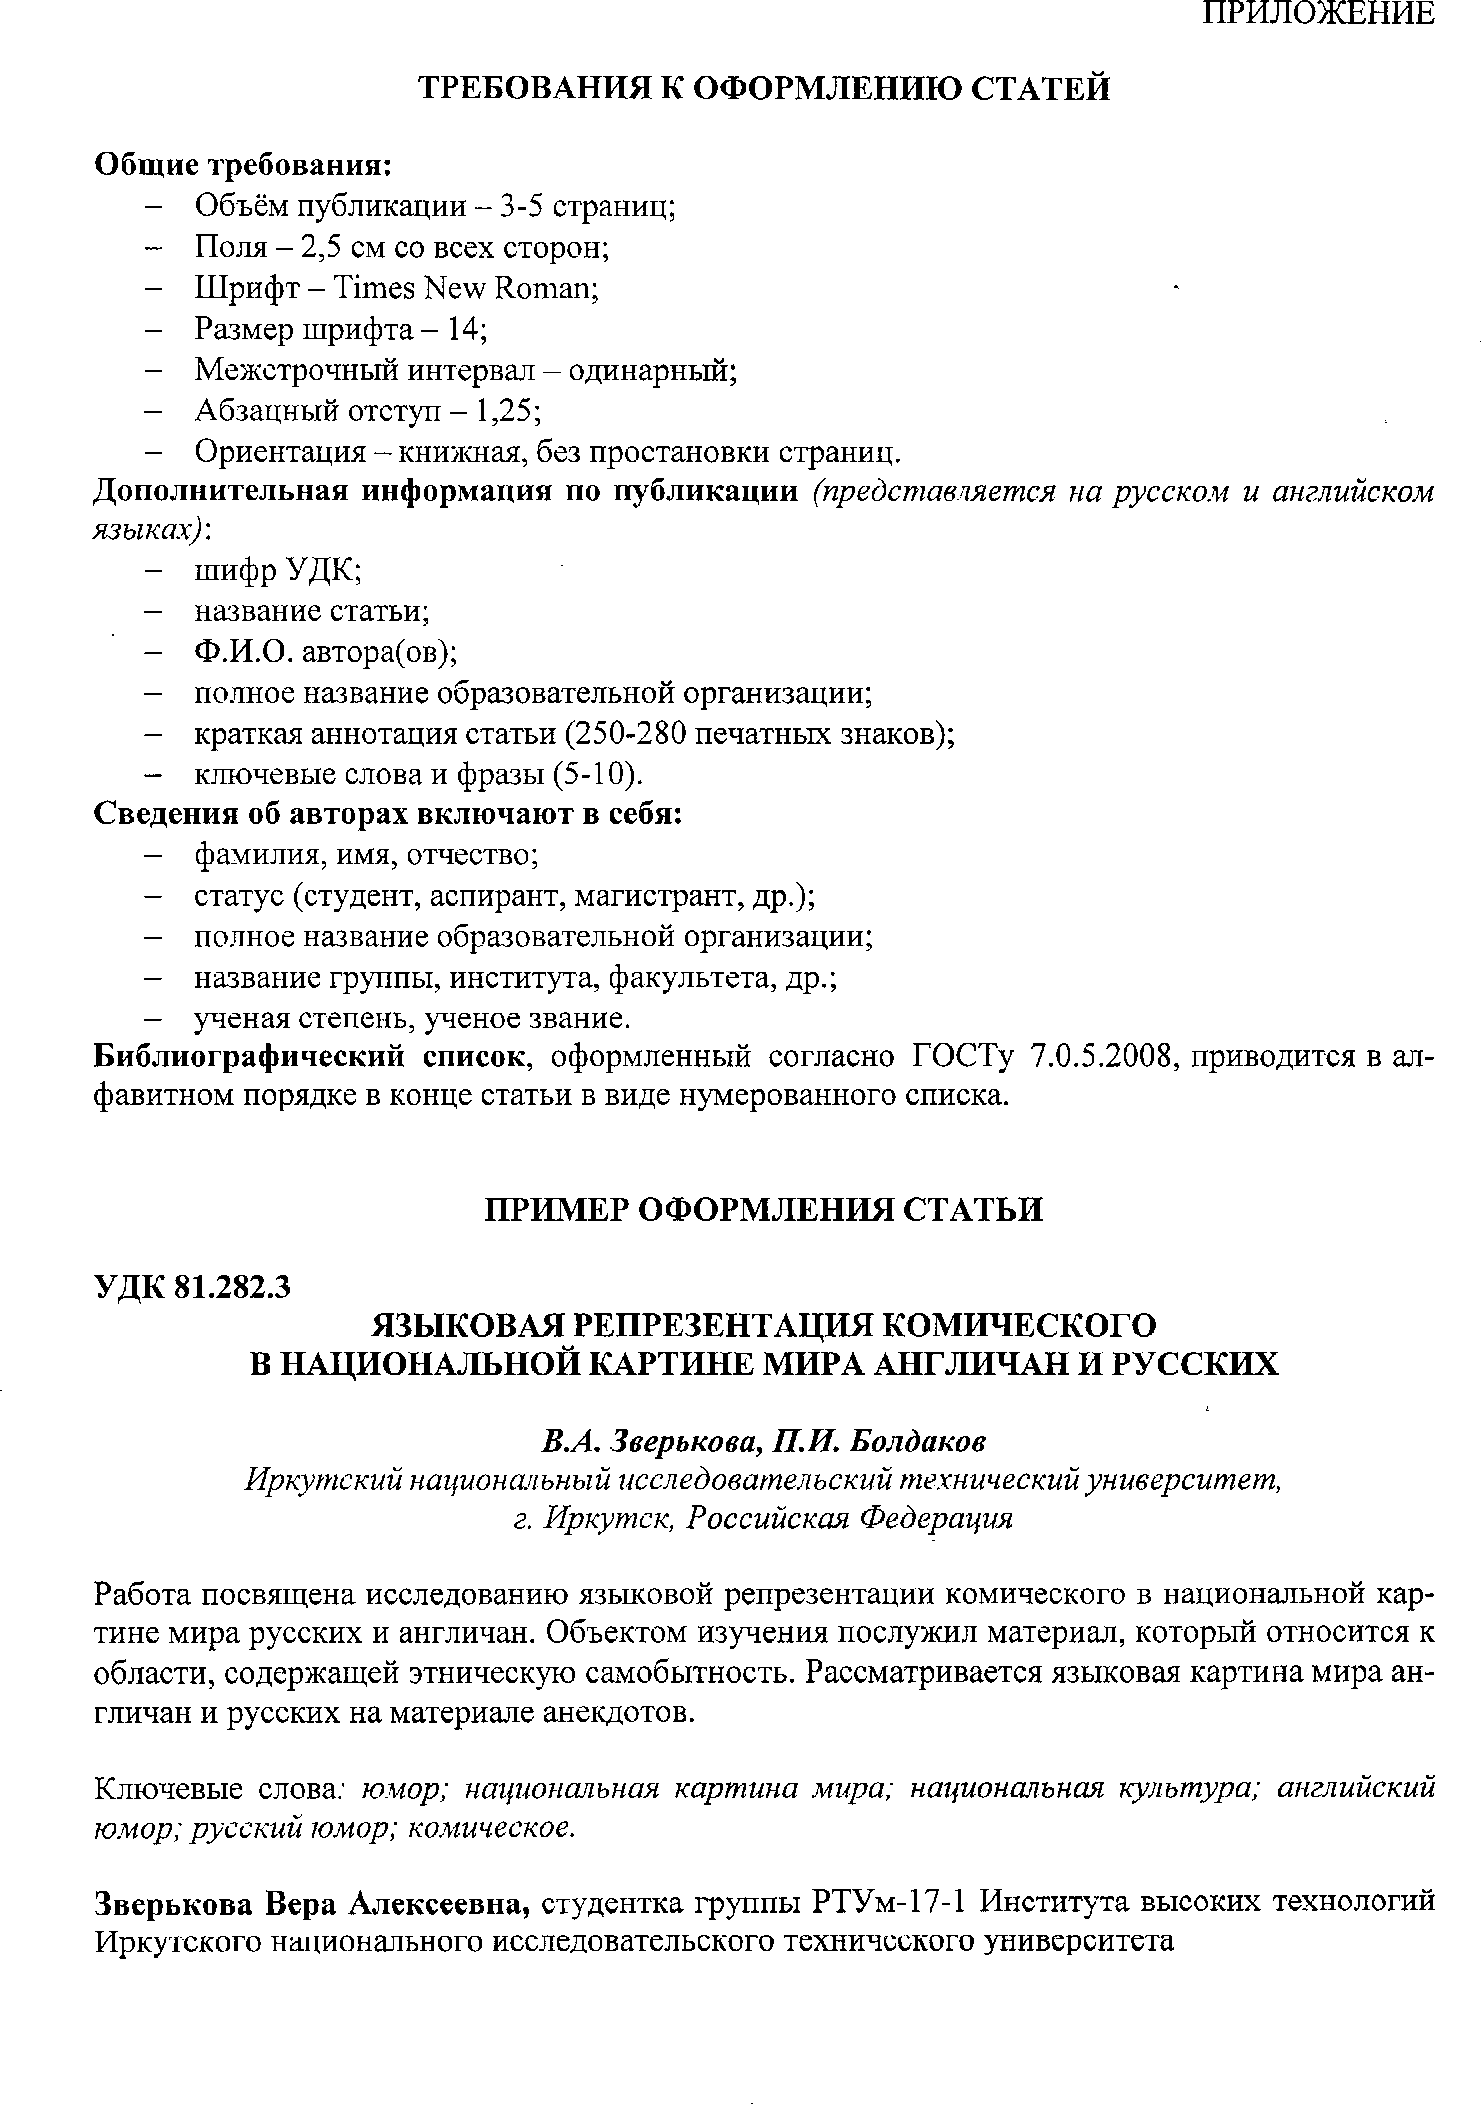 ПРИЛОЖЕНИЕ
ТРЕБОВАНИЯ К ОФОРМЛЕНИЮ СТАТЕЙ
Общие требования:
– Объём публикации – 3-5 страниц;
– Поля – 2,5 см со всех сторон;
– Шрифт – Times New Roman;
– Размер шрифта – 14;
– Межстрочный интервал – одинарный;
– Абзацный отступ – 1,25;
– Ориентация – книжная, без простановки страниц.
Дополнительная информация по публикации (представляется на русском и английском
языках):
– шифр УДК;
– название статьи;
– Ф.И.О. автора(ов);
– полное название образовательной организации;
– краткая аннотация статьи (250-280 печатных знаков);
– ключевые слова и фразы (5-10).
Сведения об авторах включают в себя:
– фамилия, имя, отчество;
– статус (студент, аспирант, магистрант, др.);
– полное название образовательной организации;
– название группы, института, факультета, др.;
– ученая степень, ученое звание.
Библиографический список, оформленный согласно ГОСТу 7.0.5.2008, приводится в ал-
фавитном порядке в конце статьи в виде нумерованного списка.
ПРИМЕР ОФОРМЛЕНИЯ СТАТЬИ
УДК 81.282.3
ЯЗЫКОВАЯ РЕПРЕЗЕНТАЦИЯ КОМИЧЕСКОГО
В НАЦИОНАЛЬНОЙ КАРТИНЕ МИРА АНГЛИЧАН И РУССКИХ
В.А. Зверькова, П.И. Болдаков
Иркутский национальный исследовательский технический университет,
г. Иркутск, Российская Федерация
Работа посвящена исследованию языковой репрезентации комического в национальной кар-
тине мира русских и англичан. Объектом изучения послужил материал, который относится к
области, содержащей этническую самобытность. Рассматривается языковая картина мира ан-
гличан и русских на материале анекдотов.
Ключевые слова: юмор; национальная картина мира; национальная культура; английский
юмор; русский юмор; комическое.
Зверькова Вера Алексеевна, студентка группы РТУм-17-1 Института высоких технологий
Иркутского национального исследовательского технического университета